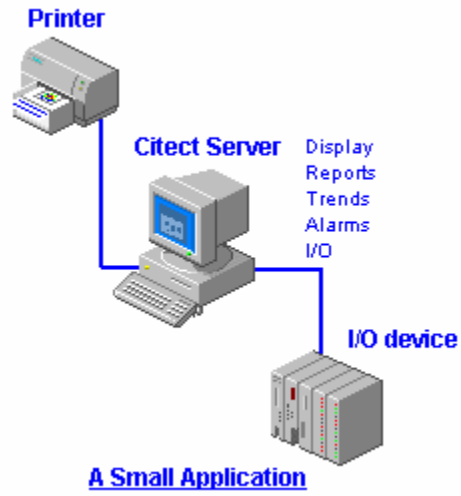 Printer
Citect Server
Display
Reports
Trends
Alarms
I/O
I/O device
A Small Application